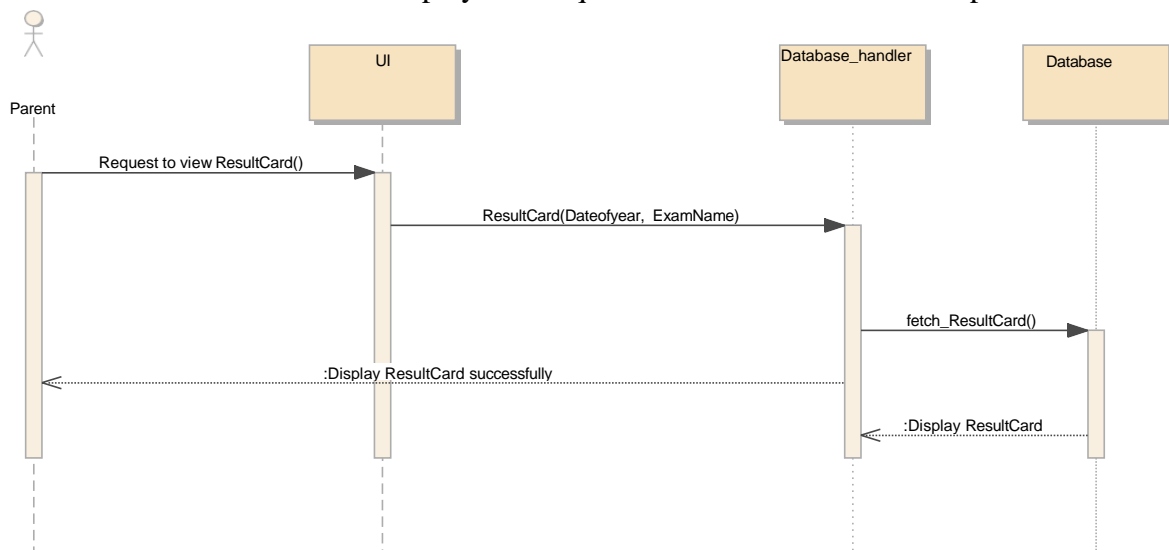 Parent
UI
Database_handler
Database
Request to view ResultCard()
ResultCard(Dateofyear, ExamName)
fetch_ResultCard()
:Display ResultCard successfully
:Display ResultCard